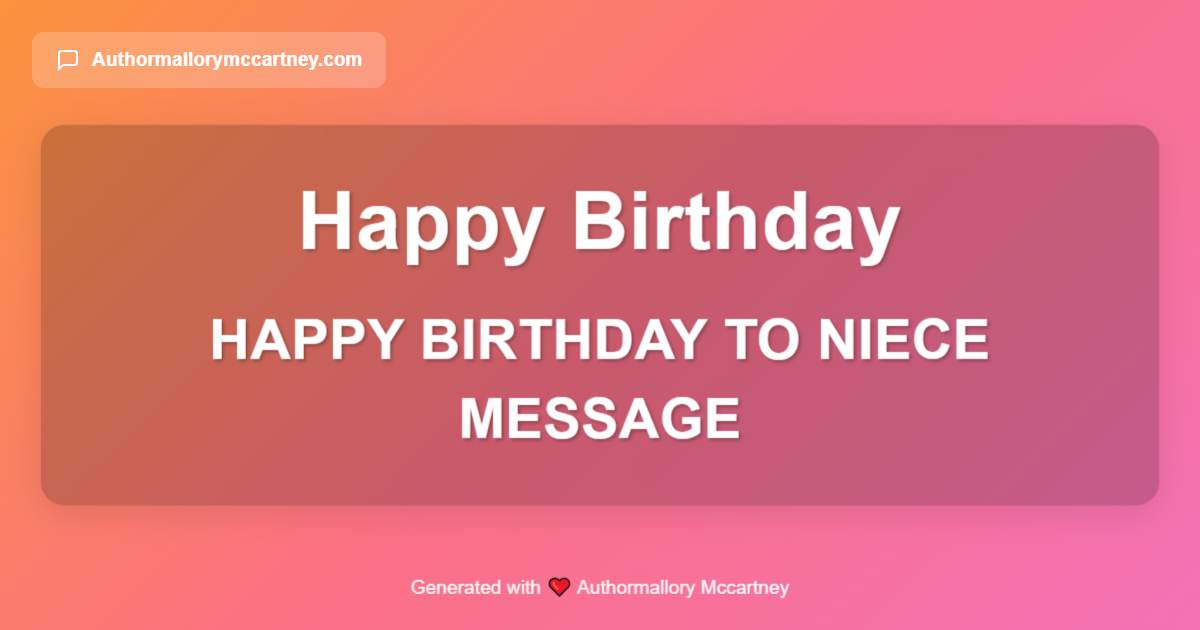 Authormallorymccartney.com
Happy Birthday
HAPPY BIRTHDAY TO NIECE
MESSAGE
Generated with ❤️ Authormallory Mccartney